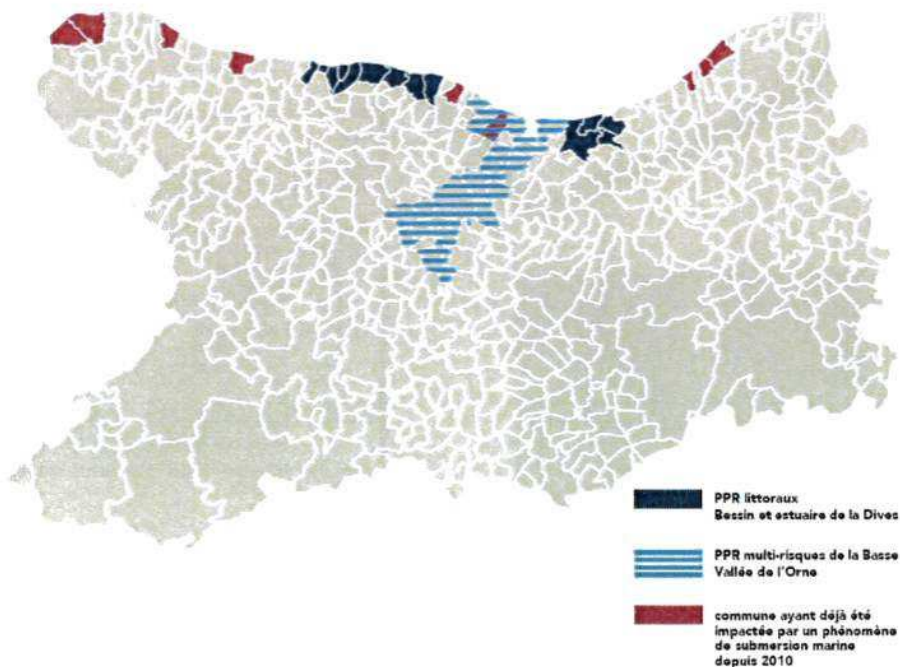 PPR littoraux
Bessin et estuaire de la Dives
PPR multi-risques de la Basse
Vallée de l'Orne
commune ayant déjà été
impactée par un phénomène
de submersion marine
depuis 2010